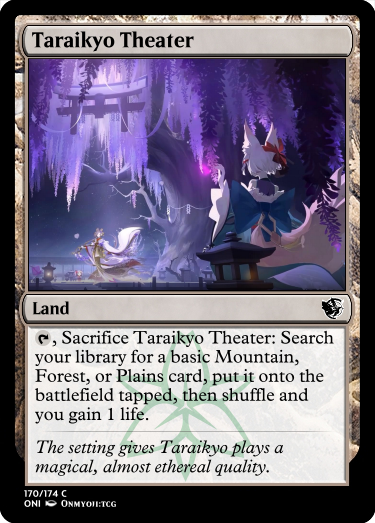 Taraikyo Theater
Land
, Sacrifice Taraikyo Theater: Search
your library for a basic Mountain,
Forest, or Plains card, put it onto the
battlefield tapped, then shuffle and
you gain 1 life.
The setting gives Taraikyo plays a
magical, almost ethereal quality.
170/174 C
ONI Onmyoji:tcg